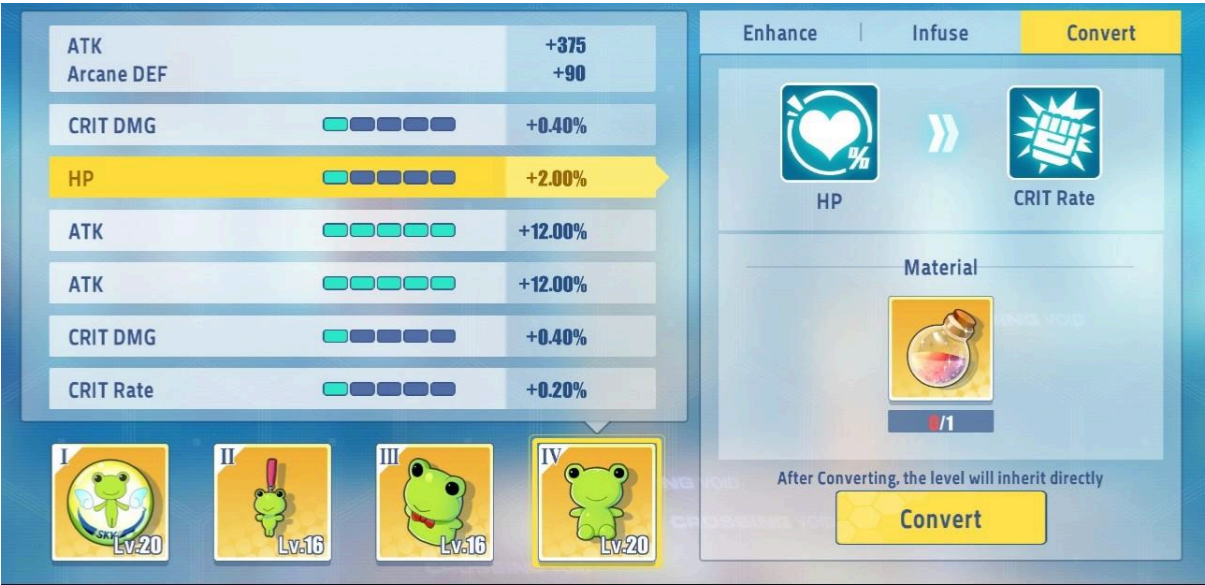 ATK +375
Arcane DEF +90
CRIT DMG +0.40%
HP +2.00%
ATK +12.00%
ATK +12.00%
CRIT DMG +0.40%
CRIT Rate +0.20%
I
SKY
Lv.20
II
Lv.16
III
Lv.16
IV
Lv.20
Enhance | Infuse Convert
%
HP
CRIT Rate
Material
0/1
After Converting, the level will inherit directly
Convert